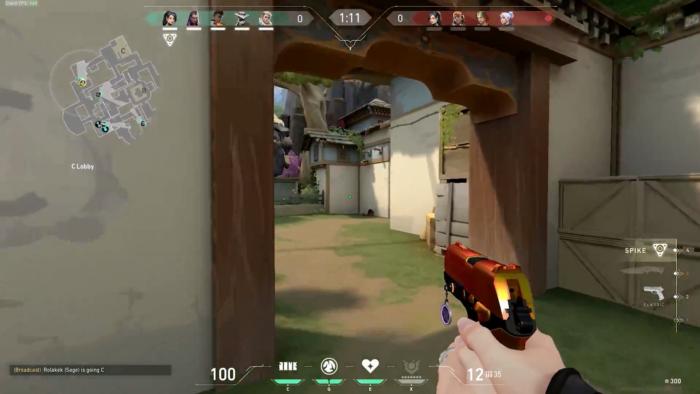 0
1:11
0
C Lobby
SPIKE
CLASSIC
(Broadcast) Rolakek (Sage) is going C
100
12
35
300
C
Q
E
X